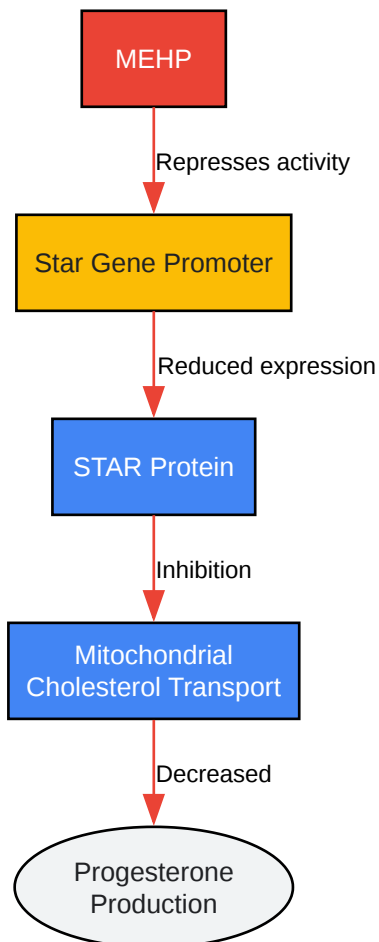 MEHP
Represses activity
Star Gene Promoter
Reduced expression
STAR Protein
Inhibition
Mitochondrial
Cholesterol Transport
Decreased
Progesterone
Production